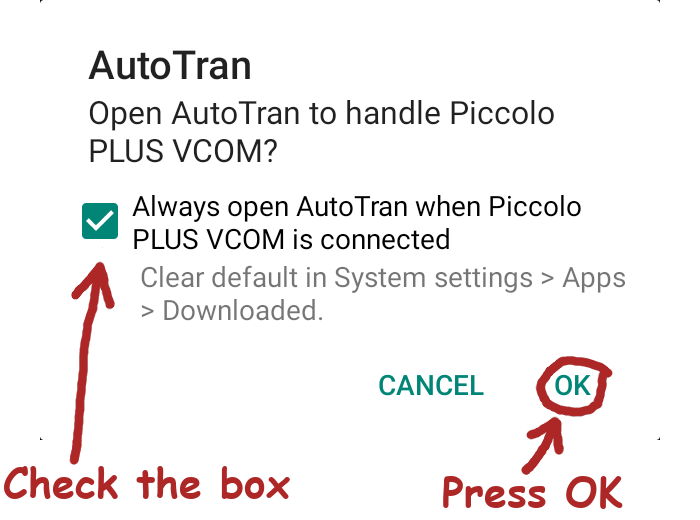 AutoTran
Open AutoTran to handle Piccolo
PLUS VCOM?
Always open AutoTran when Piccolo
PLUS VCOM is connected
Clear default in System settings > Apps
> Downloaded.
CANCEL OK
Check the box
Press OK